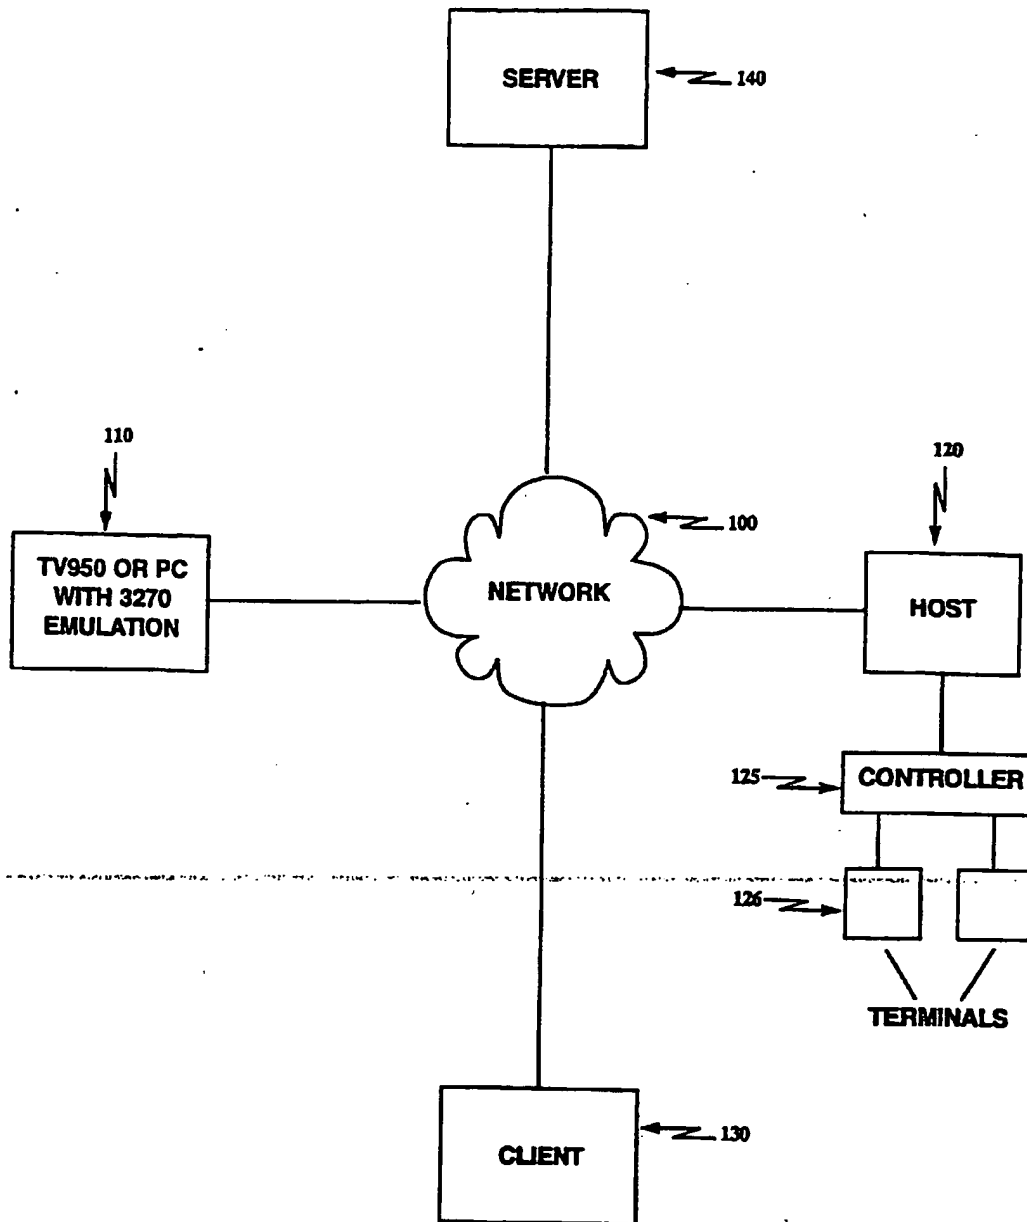 SERVER
140
110
120
100
TV950 OR PC
WITH 3270
EMULATION
NETWORK
HOST
125
CONTROLLER
126
TERMINALS
130
CLIENT